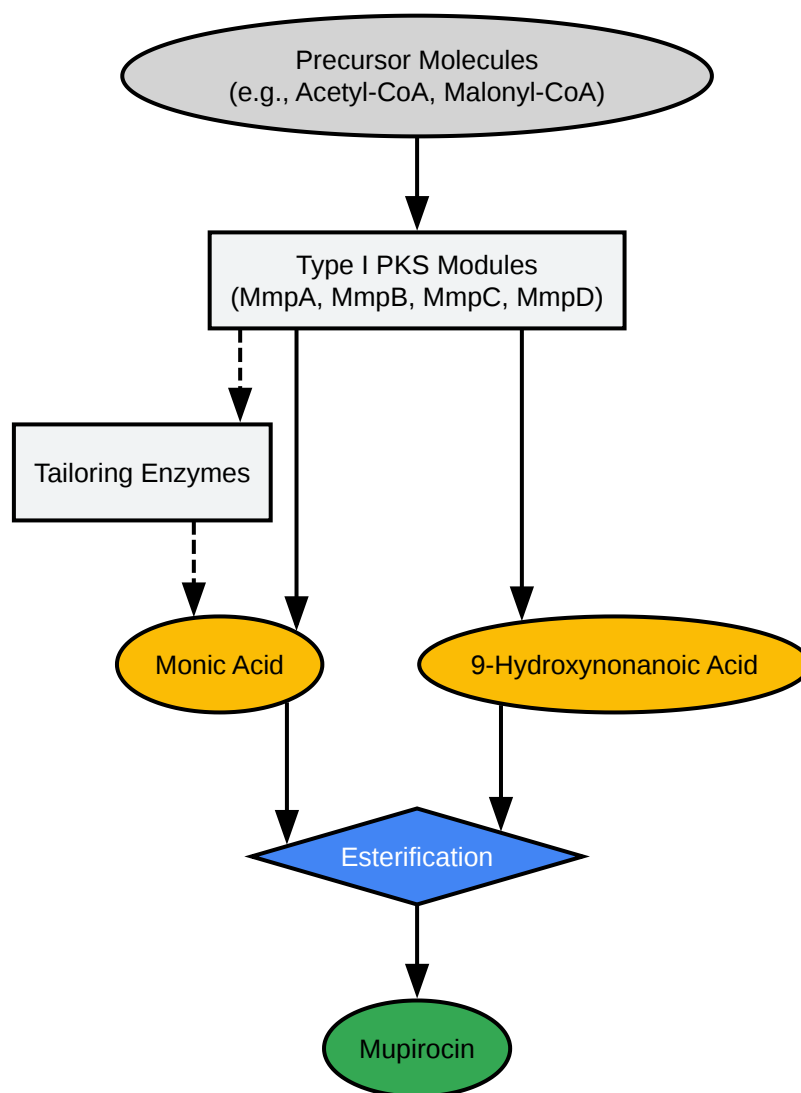 Precursor Molecules
(e.g., Acetyl-CoA, Malonyl-CoA)
Type I PKS Modules
(MmpA, MmpB, MmpC, MmpD)
Tailoring Enzymes
Monic Acid
9-Hydroxynonanoic Acid
Esterification
Mupirocin